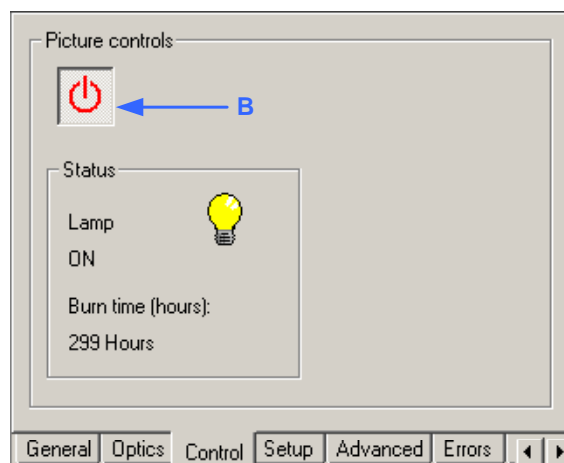 Picture controls
B
Status
Lamp
ON
Burn time (hours):
299 Hours
General Optics Control Setup Advanced Errors